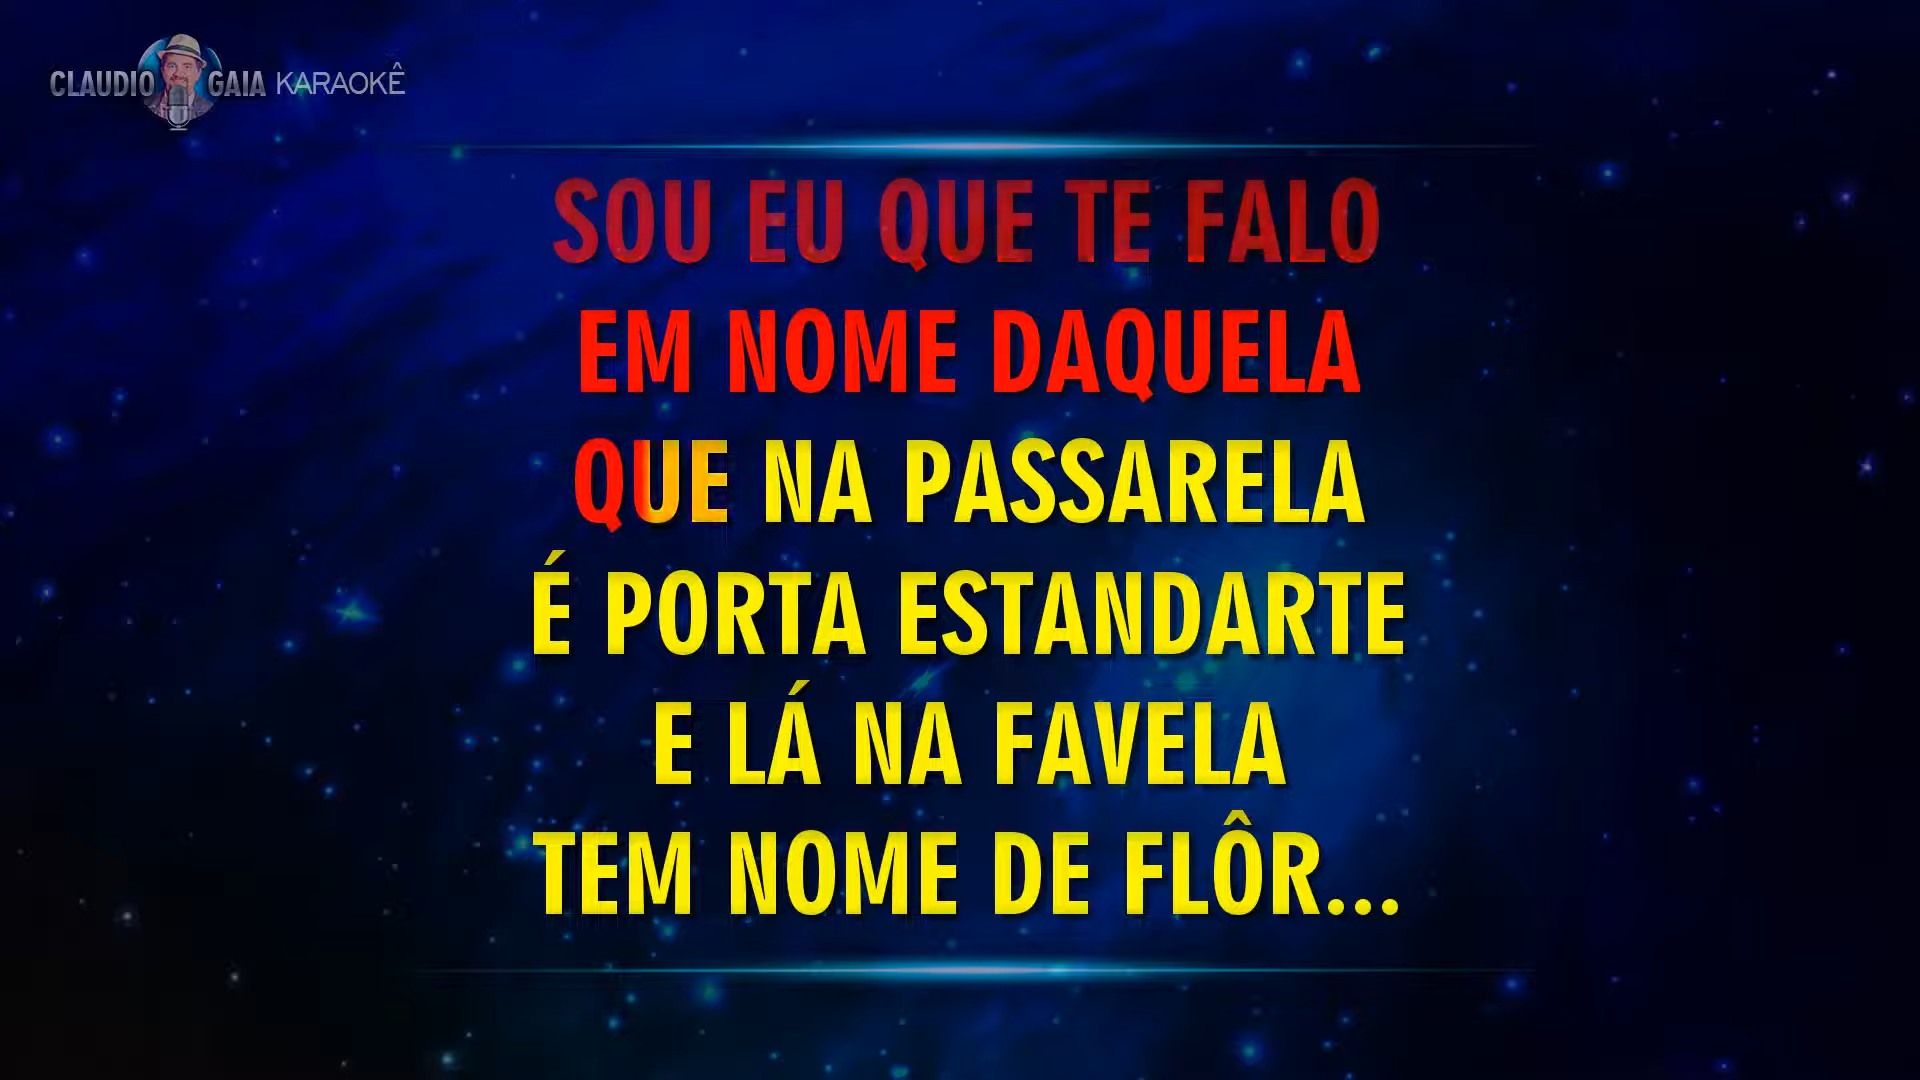 CLAUDIO GAIA KARAOKÊ
SOU EU QUE TE FALO
EM NOME DAQUELA
QUE NA PASSARELA
É PORTA ESTANDARTE
E LÁ NA FAVELA
TEM NOME DE FLÔR...